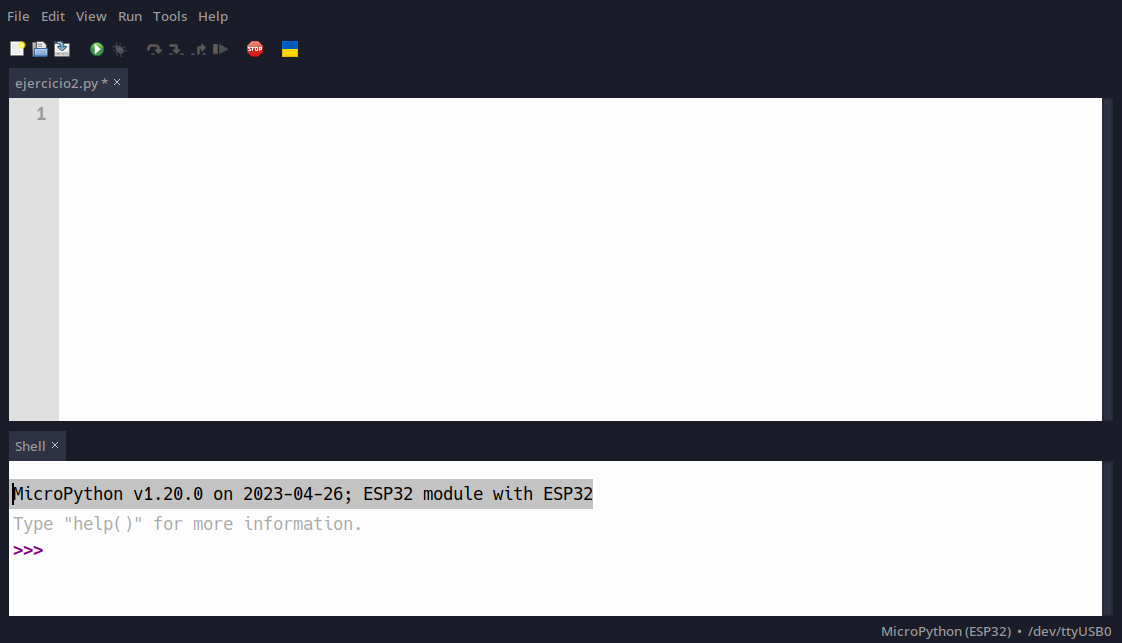 File Edit View Run Tools Help
STOP
ejercicio2.py * ×
1
Shell ×
MicroPython v1.20.0 on 2023-04-26; ESP32 module with ESP32
Type "help()" for more information.
>>>
MicroPython (ESP32) • /dev/ttyUSB0